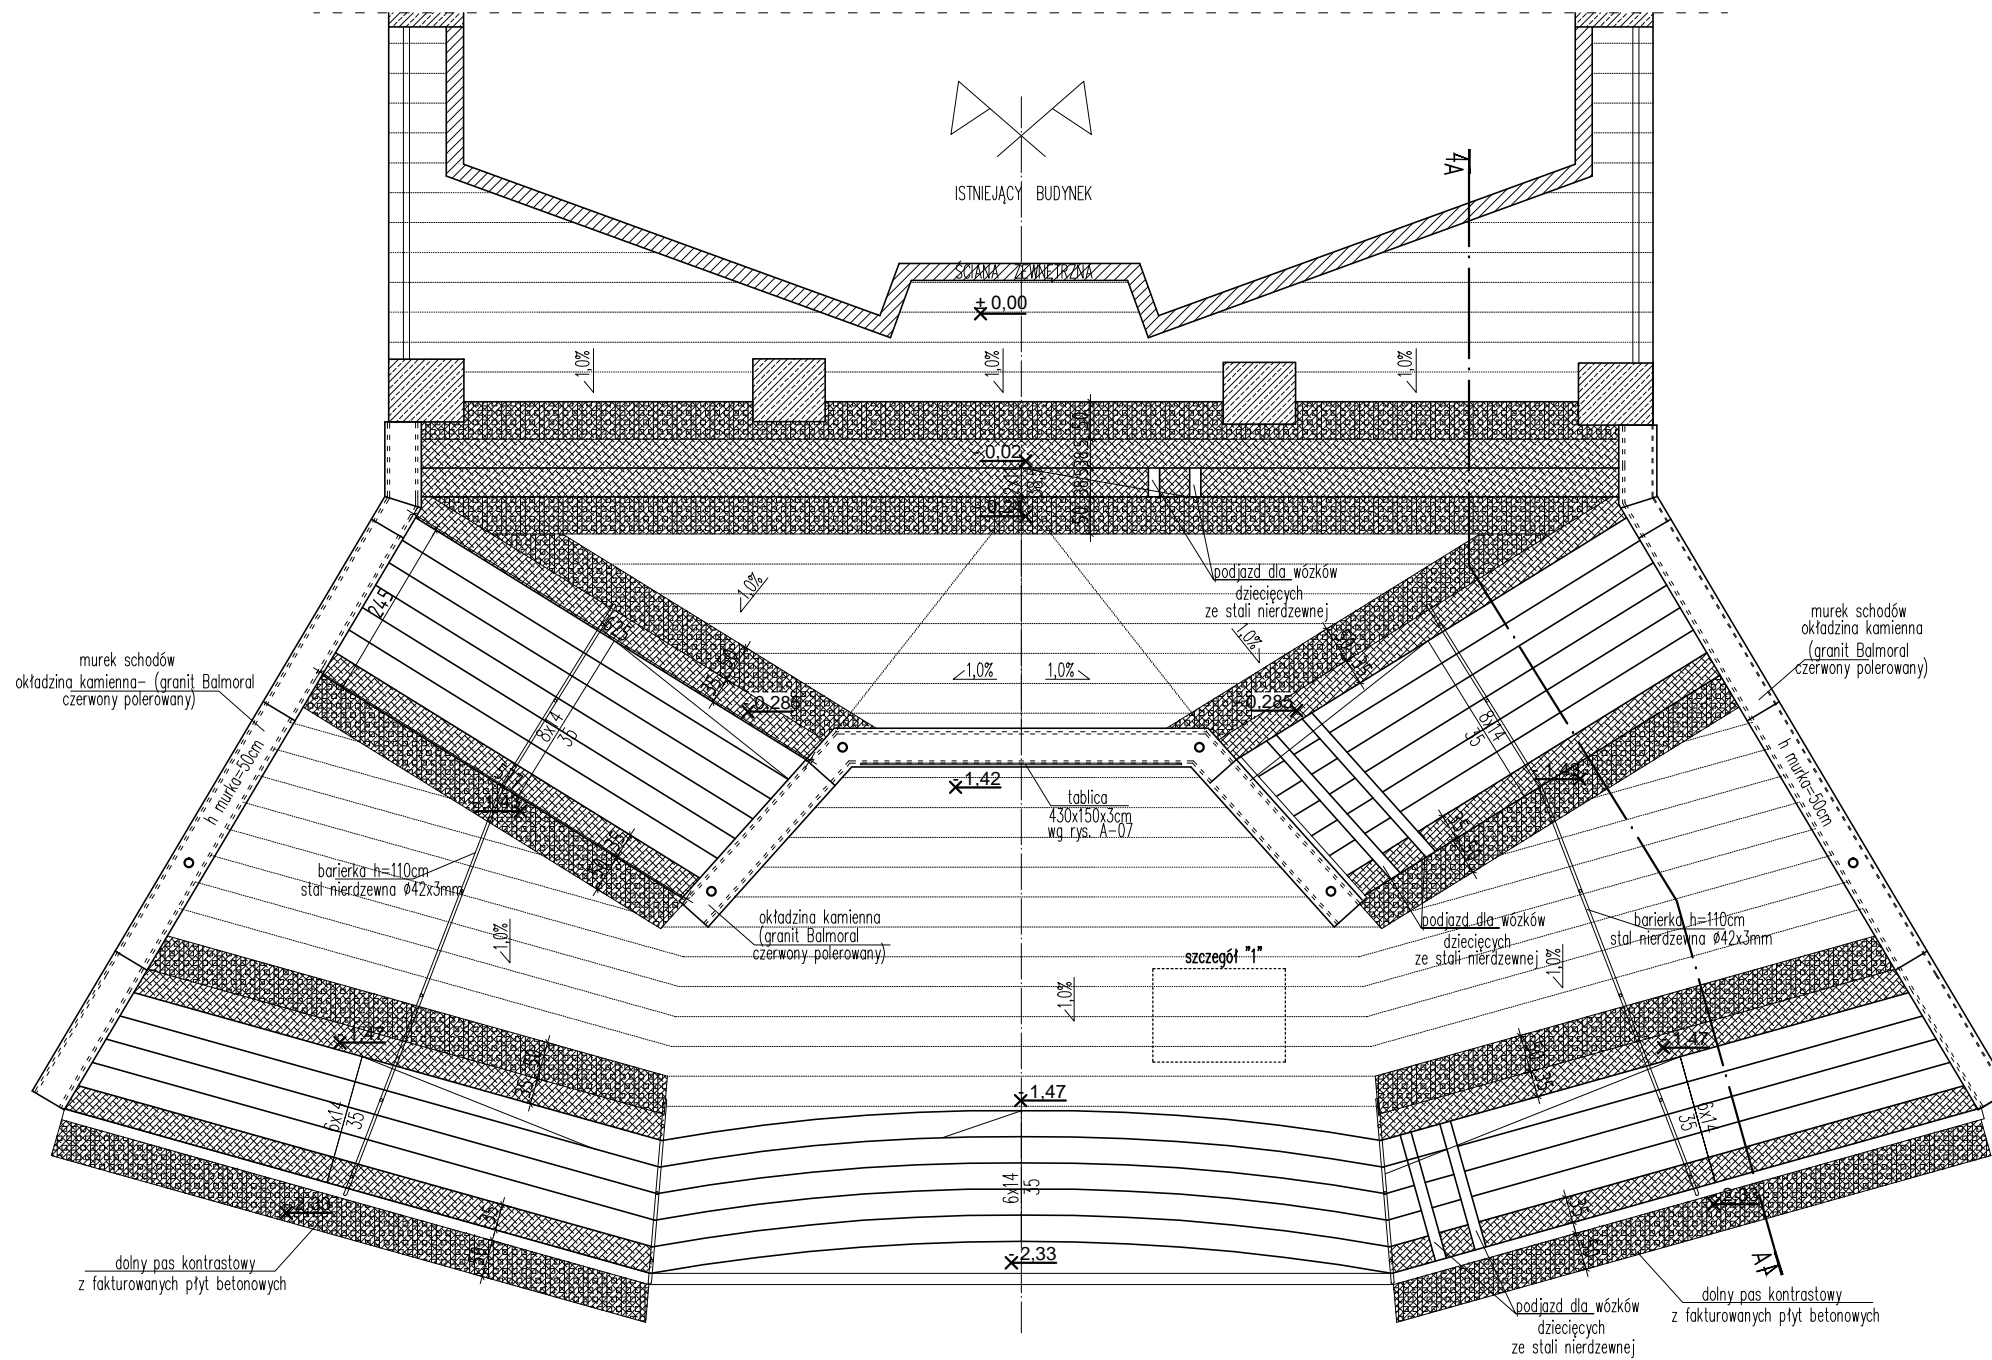 4A
ISTNIEJĄCY BUDYNEK
ŚCIANA ZEWNĘTRZNA
± 0,00
1,0%
1,0%
1,0%
- 0,02
podjazd dla wózków
dziecięcych
ze stali nierdzewnej
1,0%
1,0%
1,0%
1,0%
245
murek schodów
okładzina kamienna- (granit Balmoral
czerwony polerowany)
murek schodów
okładzina kamienna
(granit Balmoral
czerwony polerowany)
- 0.285
- 0.285
8x14
35
8x14
35
h murka=50cm
h murka=50cm
- 1.42
tablica
430x150x3cm
wg rys. A-07
barierka h=110cm
stal nierdzewna Ø42x3mm
okładzina kamienna
(granit Balmoral
czerwony polerowany)
podjazd dla wózków
dziecięcych
ze stali nierdzewnej
barierka h=110cm
stal nierdzewna Ø42x3mm
1,0%
szczegół "1"
1,0%
1,0%
- 1,47
- 1,47
- 1,47
6x14
35
6x14
35
6x14
35
- 2,33
dolny pas kontrastowy
z fakturowanych płyt betonowych
podjazd dla wózków
dziecięcych
ze stali nierdzewnej
dolny pas kontrastowy
z fakturowanych płyt betonowych